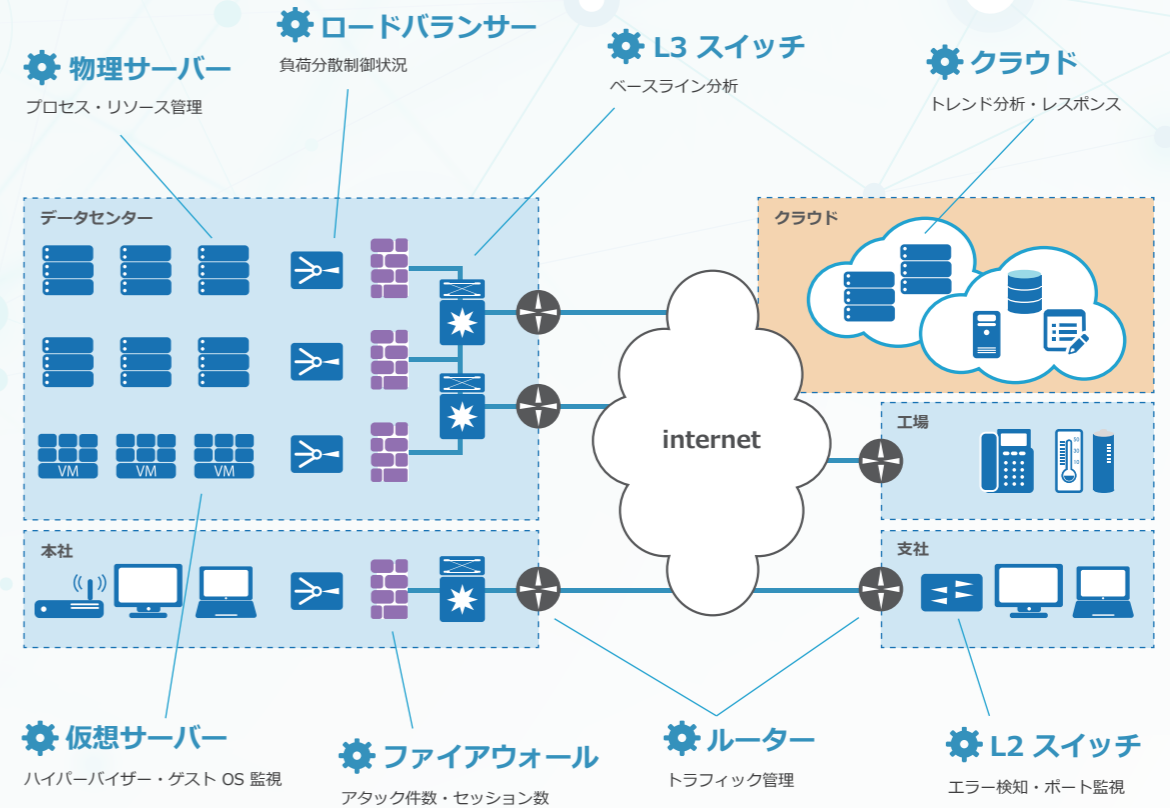 ロードバランサー
負荷分散制御状況
物理サーバー
プロセス・リソース管理
L3 スイッチ
ベースライン分析
クラウド
トレンド分析・レスポンス
データセンター
クラウド
VM
VM
VM
internet
工場
50
30
10
本社
支社
仮想サーバー
ハイパーバイザー・ゲスト OS 監視
ファイアウォール
アタック件数・セッション数
ルーター
トラフィック管理
L2 スイッチ
エラー検知・ポート監視